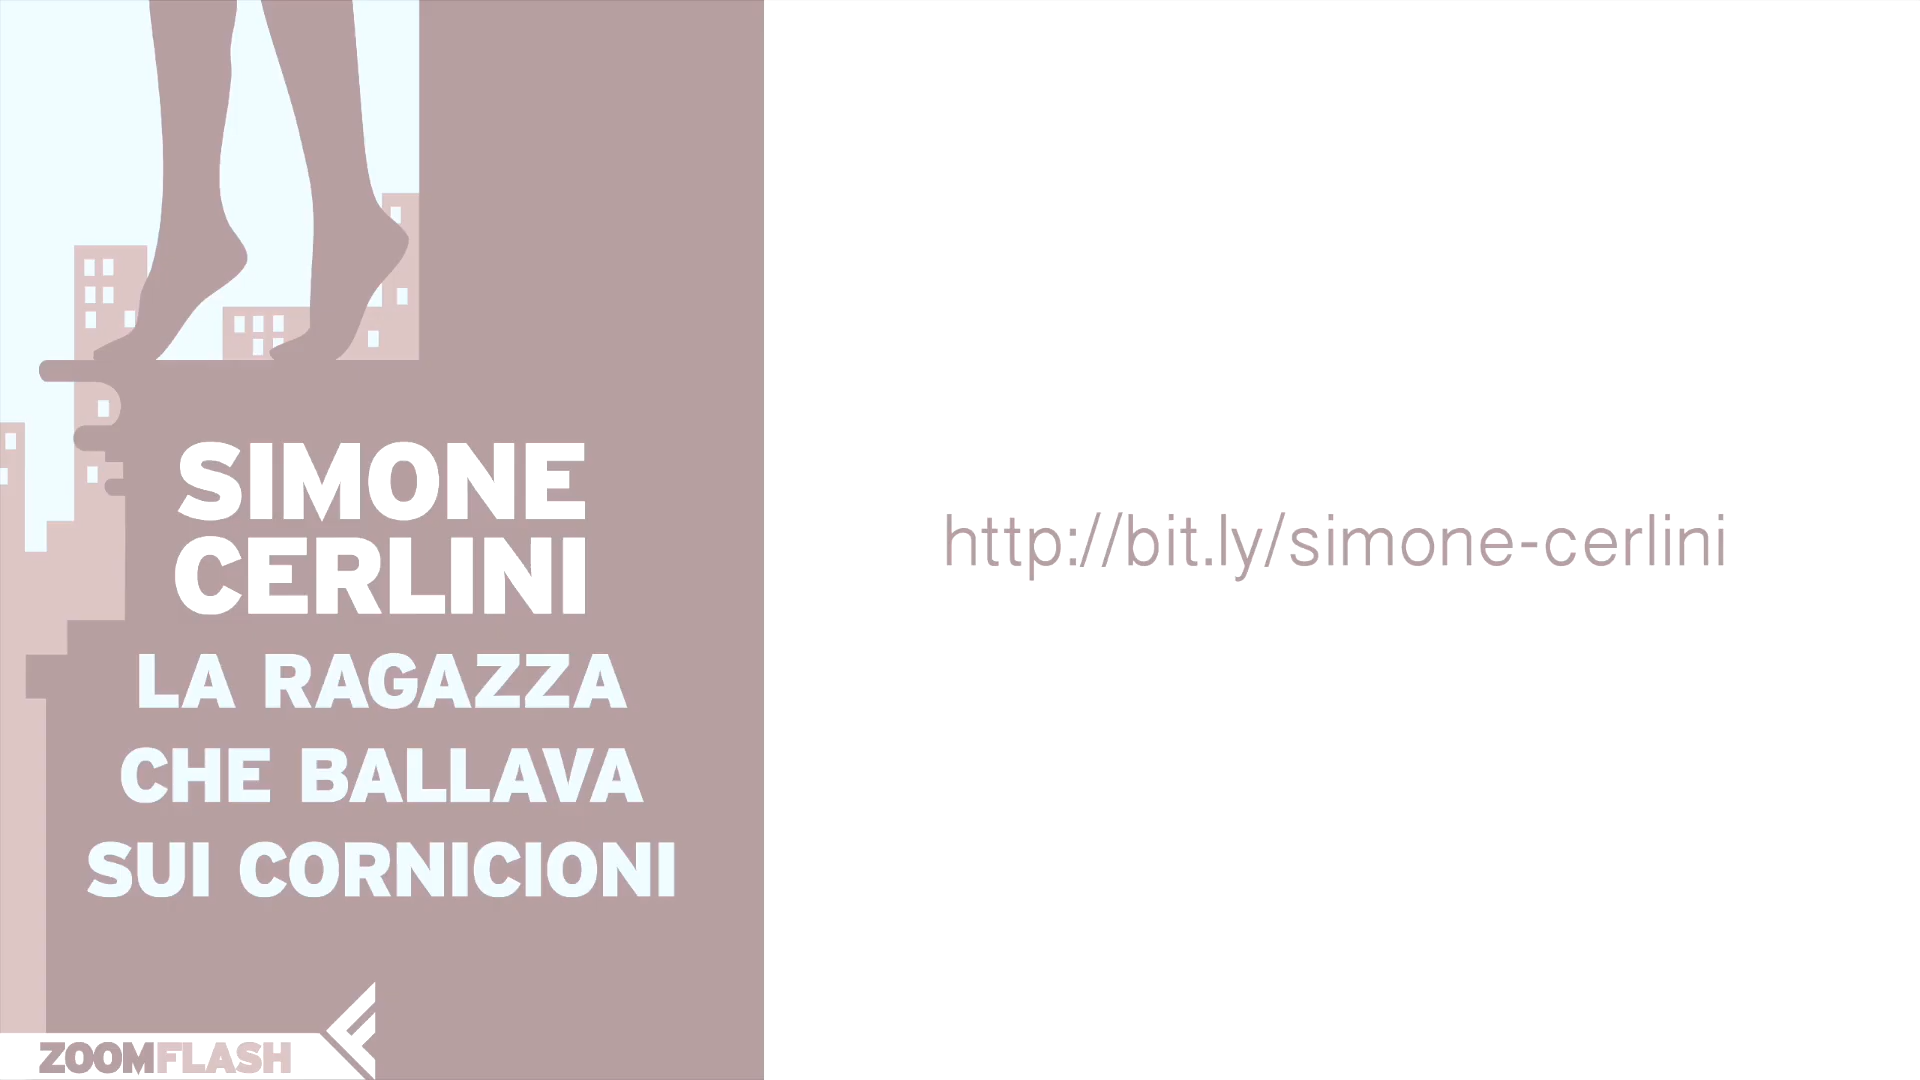 SIMONE
CERLINI
LA RAGAZZA
CHE BALLAVA
SUI CORNICIONI
ZOOMFLASH
http://bit.ly/simone-cerlini